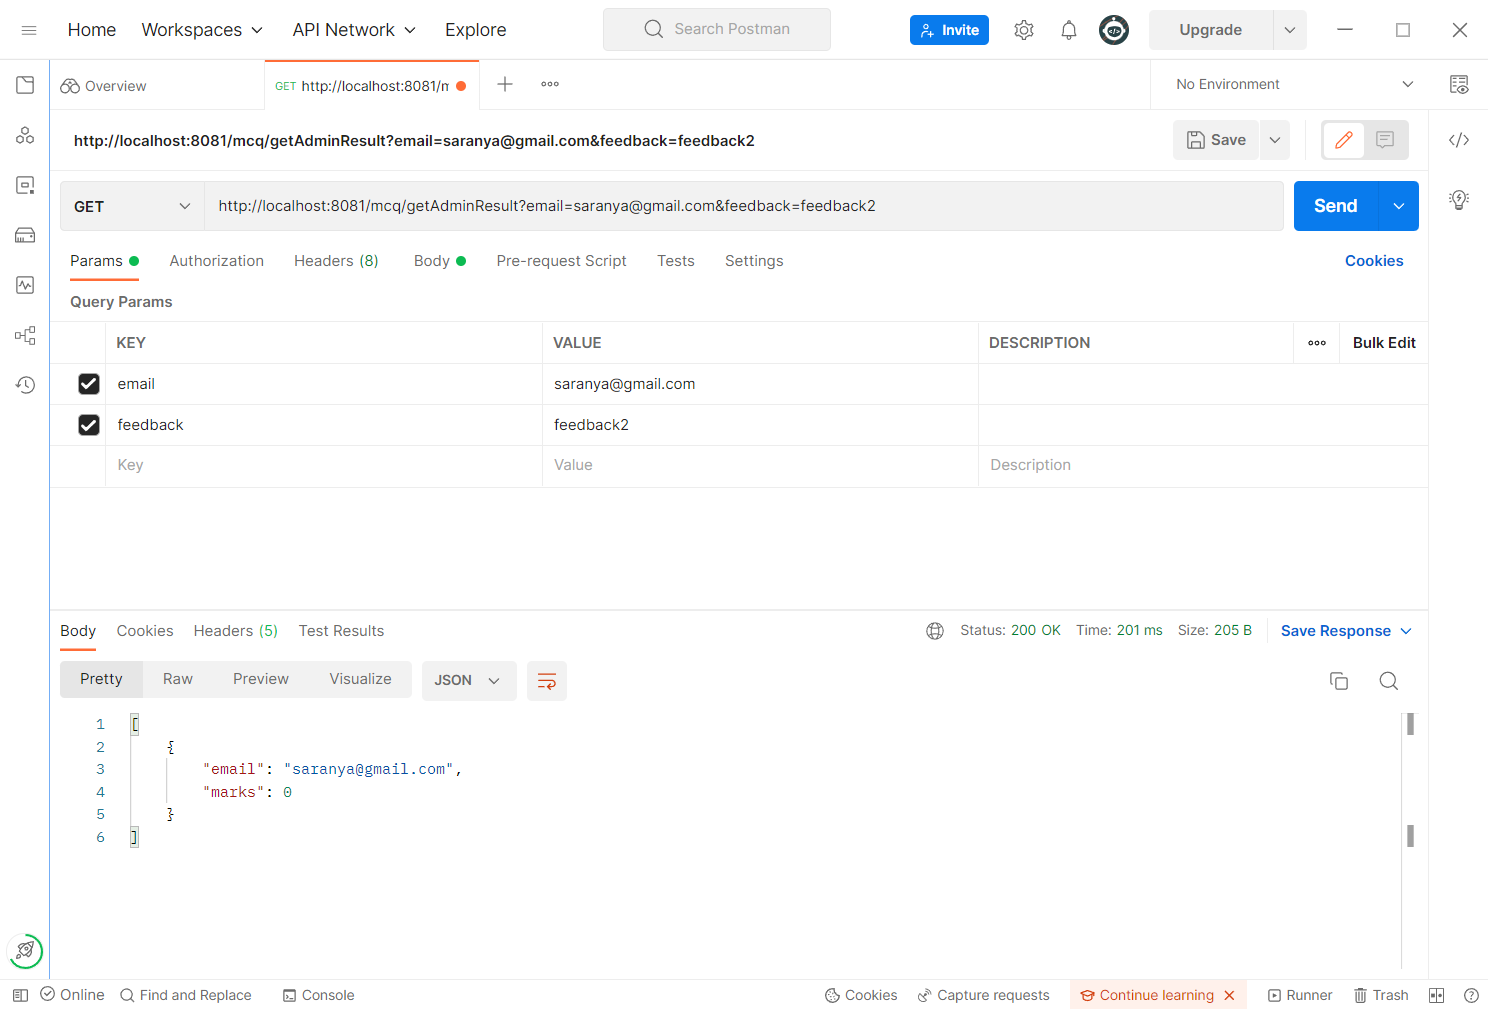 Home Workspaces API Network Explore Search Postman Invite Upgrade
Overview GET http://localhost:8081/m No Environment
http://localhost:8081/mcq/getAdminResult?email=saranya@gmail.com&feedback=feedback2 Save
GET http://localhost:8081/mcq/getAdminResult?email=saranya@gmail.com&feedback=feedback2 Send
Params Authorization Headers (8) Body Pre-request Script Tests Settings Cookies
Query Params
KEY VALUE DESCRIPTION Bulk Edit
email saranya@gmail.com
feedback feedback2
Key Value Description
Body Cookies Headers (5) Test Results Status: 200 OK Time: 201 ms Size: 205 B Save Response
Pretty Raw Preview Visualize JSON
1 [
2 {
3 "email": "saranya@gmail.com",
4 "marks": 0
5 }
6 ]
Online Find and Replace Console Cookies Capture requests Continue learning Runner Trash